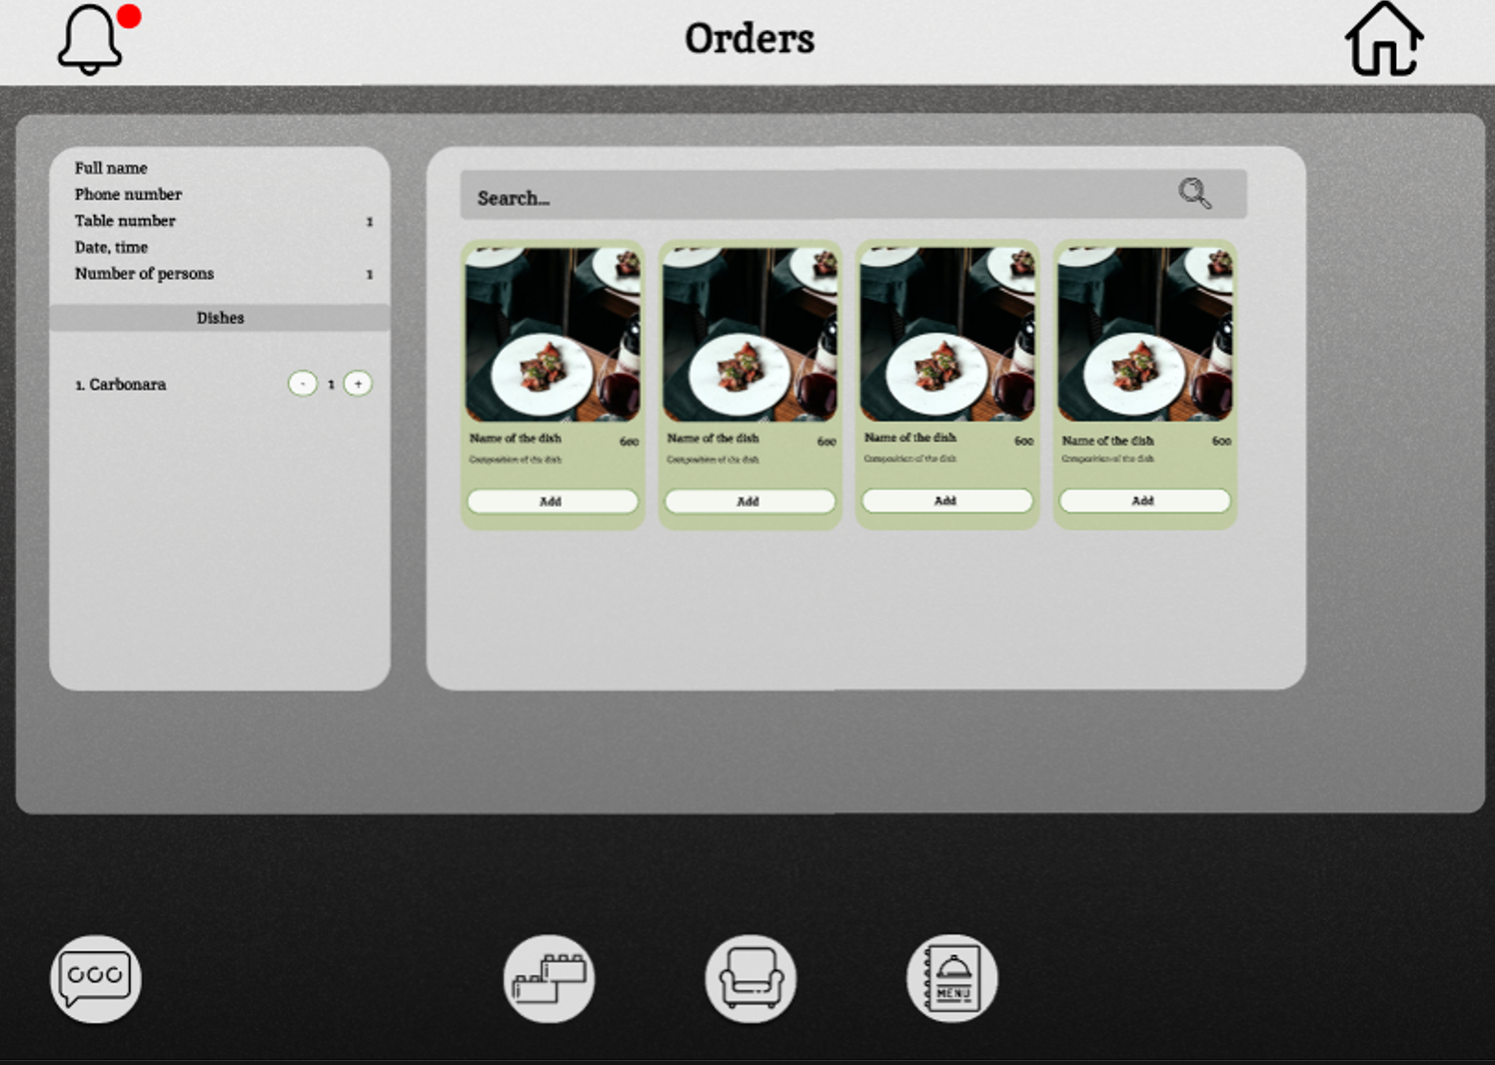 Orders
Full name
Phone number
Table number 1
Date, time
Number of persons 1
Dishes
1. Carbonara - 1 +
Search...
Name of the dish 600
Composition of the dish
Add
Name of the dish 600
Composition of the dish
Add
Name of the dish 600
Composition of the dish
Add
Name of the dish 600
Composition of the dish
Add
MENU